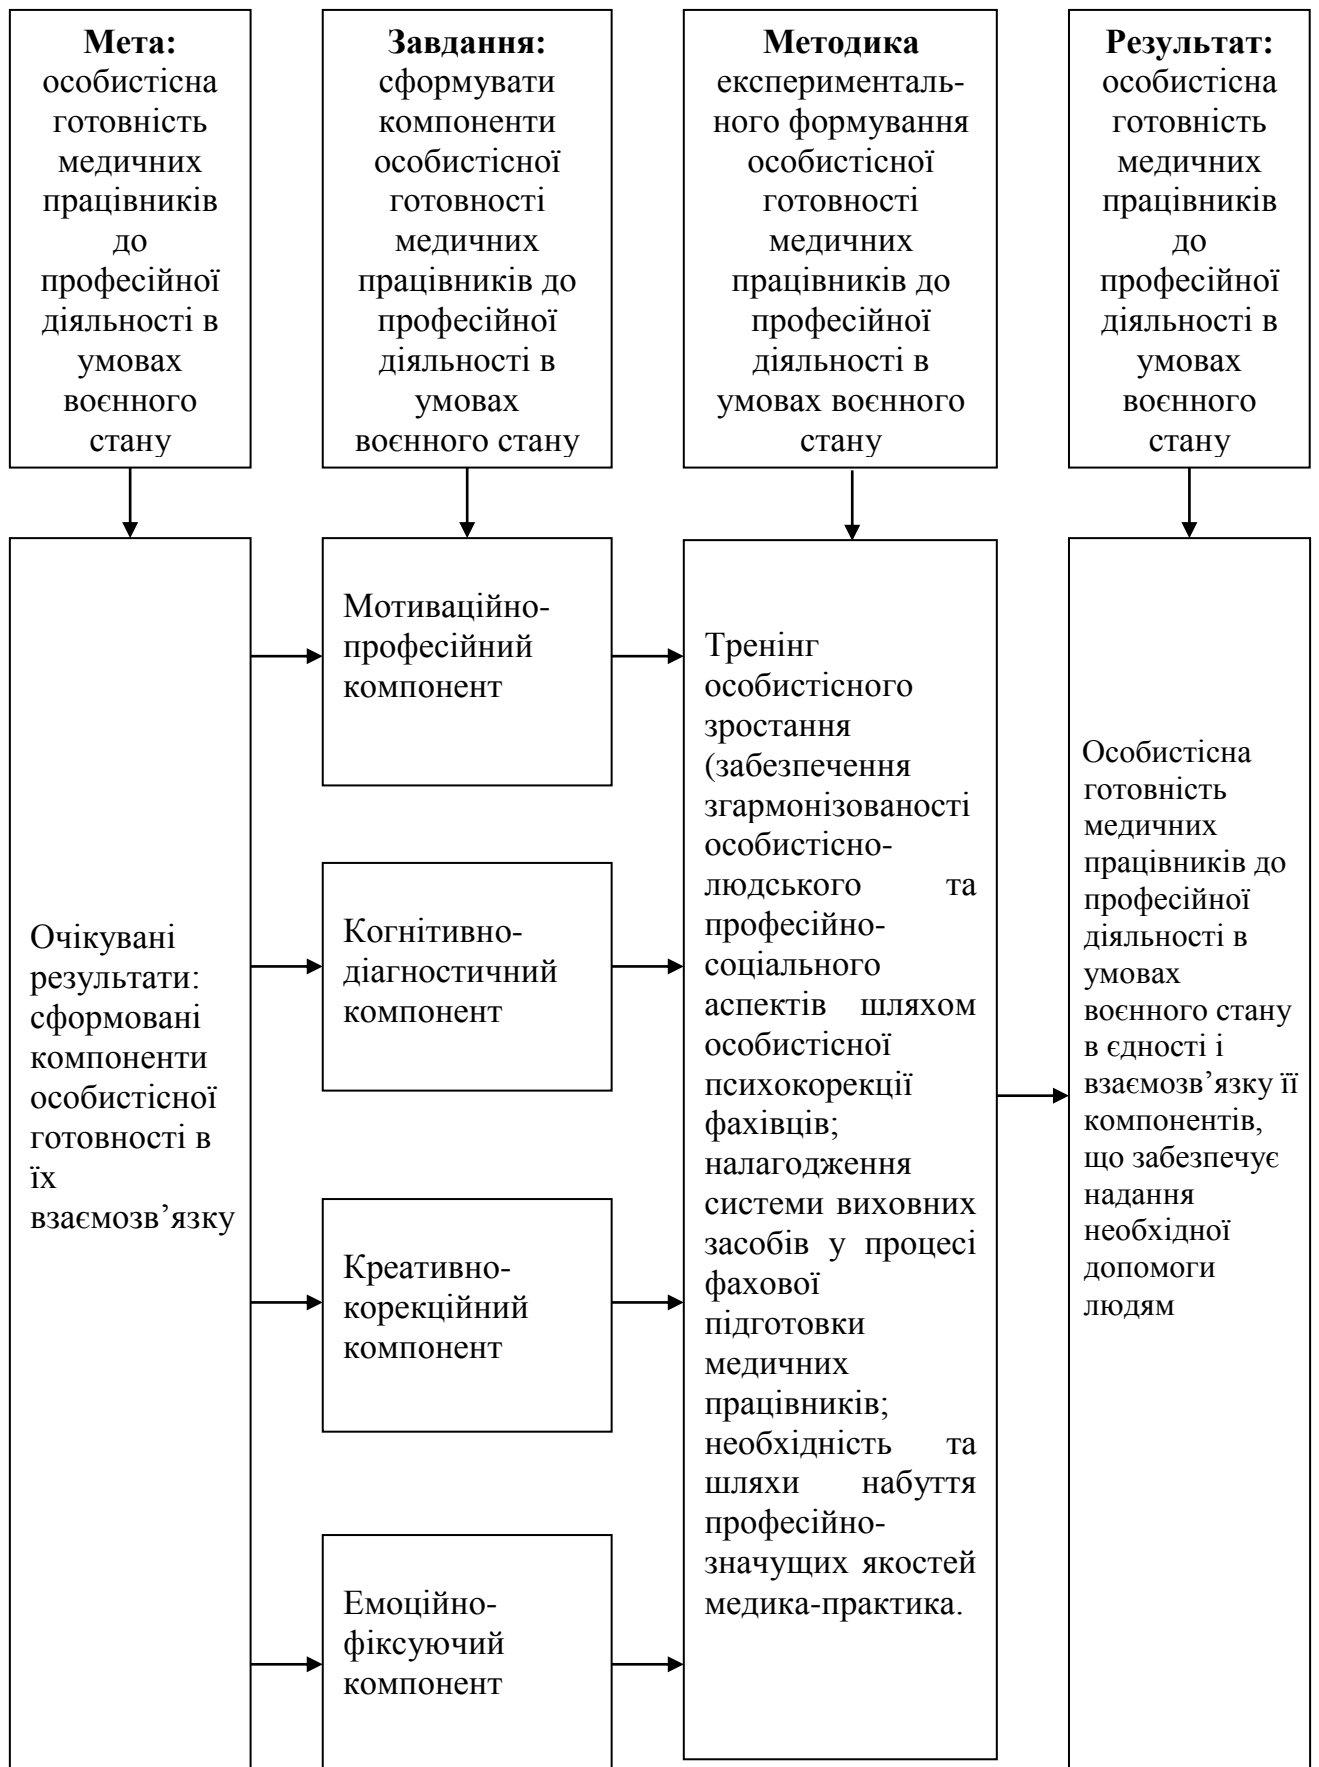 Мета:
особистісна
готовність
медичних
працівників
до
професійної
діяльності в
умовах
воєнного
стану
Завдання:
сформувати
компоненти
особистісної
готовності
медичних
працівників до
професійної
діяльності в
умовах
воєнного стану
Методика
експерименталь-
ного формування
особистісної
готовності
медичних
працівників до
професійної
діяльності в
умовах воєнного
стану
Результат:
особистісна
готовність
медичних
працівників
до
професійної
діяльності в
умовах
воєнного
стану
Очікувані
результати:
сформовані
компоненти
особистісної
готовності в
їх
взаємозв’язку
Мотиваційно-
професійний
компонент
Когнітивно-
діагностичний
компонент
Креативно-
корекційний
компонент
Емоційно-
фіксуючий
компонент
Тренінг
особистісного
зростання
(забезпечення
згармонізованості
особистісно-
людського та
професійно-
соціального
аспектів шляхом
особистісної
психокорекції
фахівців;
налагодження
системи виховних
засобів у процесі
фахової
підготовки
медичних
працівників;
необхідність та
шляхи набуття
професійно-
значущих якостей
медика-практика.
Особистісна
готовність
медичних
працівників до
професійної
діяльності в
умовах
воєнного стану
в єдності і
взаємозв’язку її
компонентів,
що забезпечує
надання
необхідної
допомоги
людям